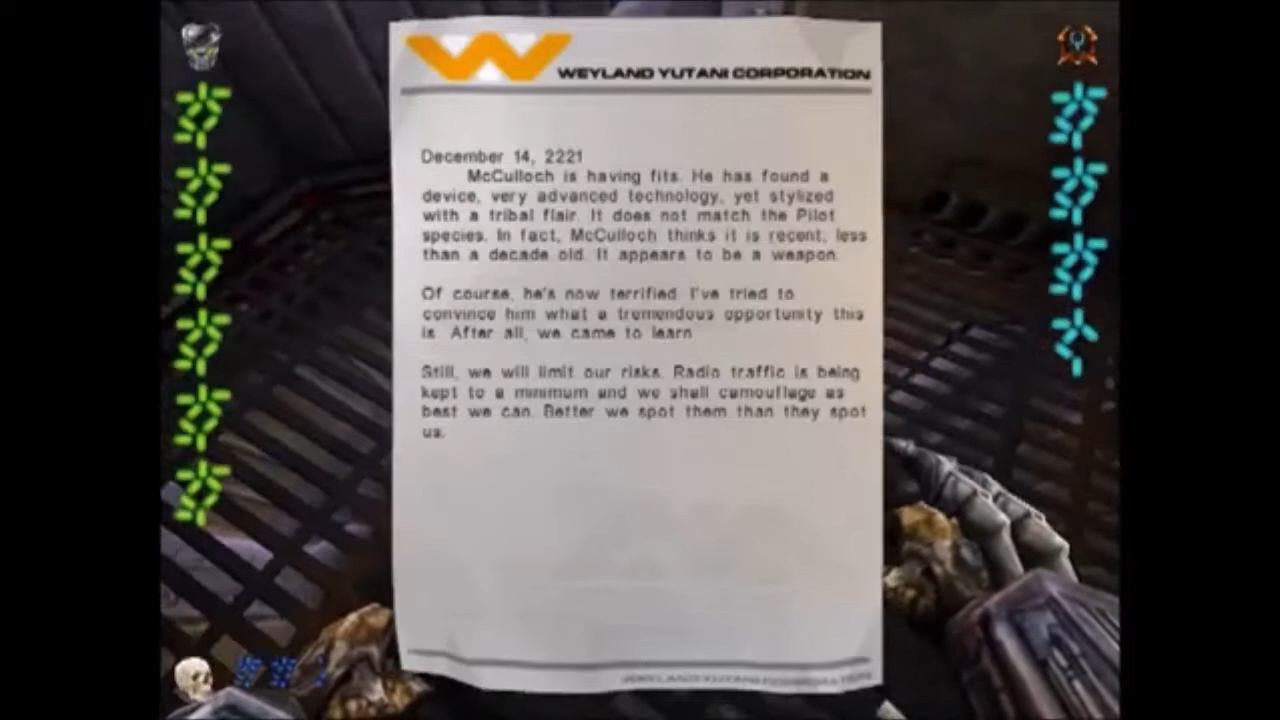 WEYLAND YUTANI CORPORATION
December 14, 2221
McCulloch is having fits. He has found a
device, very advanced technology, yet stylized
with a tribal flair. It does not match the Pilot
species. In fact, McCulloch thinks it is recent, less
than a decade old. It appears to be a weapon.
Of course, he's now terrified. I've tried to
convince him what a tremendous opportunity this
is. After all, we came to learn.
Still, we will limit our risks. Radio traffic is being
kept to a minimum and we shall camouflage as
best we can. Better we spot them than they spot
us.
WEYLAND YUTANI CORPORATION